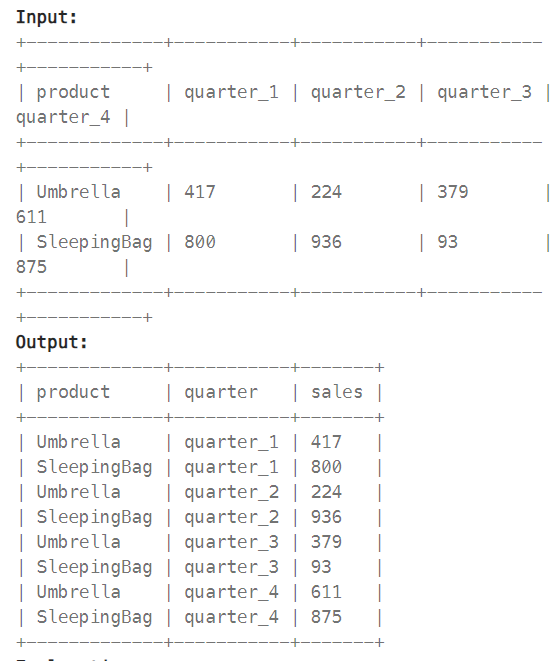 Input:
+-------------+-----------+-----------+-----------
+-----------+
| product     | quarter_1 | quarter_2 | quarter_3 |
quarter_4 |
+-------------+-----------+-----------+-----------
+-----------+
| Umbrella    | 417       | 224       | 379       |
611       |
| SleepingBag | 800       | 936       | 93        |
875       |
+-------------+-----------+-----------+-----------
+-----------+
Output:
+-------------+-----------+-------+
| product     | quarter   | sales |
+-------------+-----------+-------+
| Umbrella    | quarter_1 | 417   |
| SleepingBag | quarter_1 | 800   |
| Umbrella    | quarter_2 | 224   |
| SleepingBag | quarter_2 | 936   |
| Umbrella    | quarter_3 | 379   |
| SleepingBag | quarter_3 | 93    |
| Umbrella    | quarter_4 | 611   |
| SleepingBag | quarter_4 | 875   |
+-------------+-----------+-------+